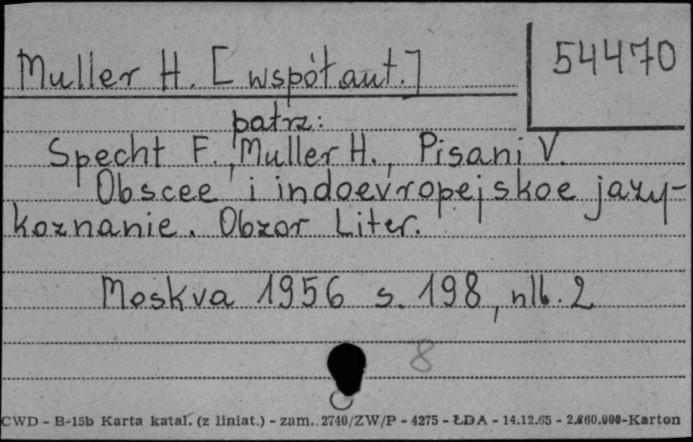 Muller H. [współaut.]
54470
patrz:
Specht F., Muller H., Pisani V.
Obscee i indoevropejskoe jazy-
koznanie. Obzor Liter.
Moskva 1956 s. 198, nlb. 2
8
CWD - B-15b Karta katal. (z liniat.) - zam. 2740/ZW/P - 4275 - ŁDA - 14.12.65 - 2.860.000-Karton